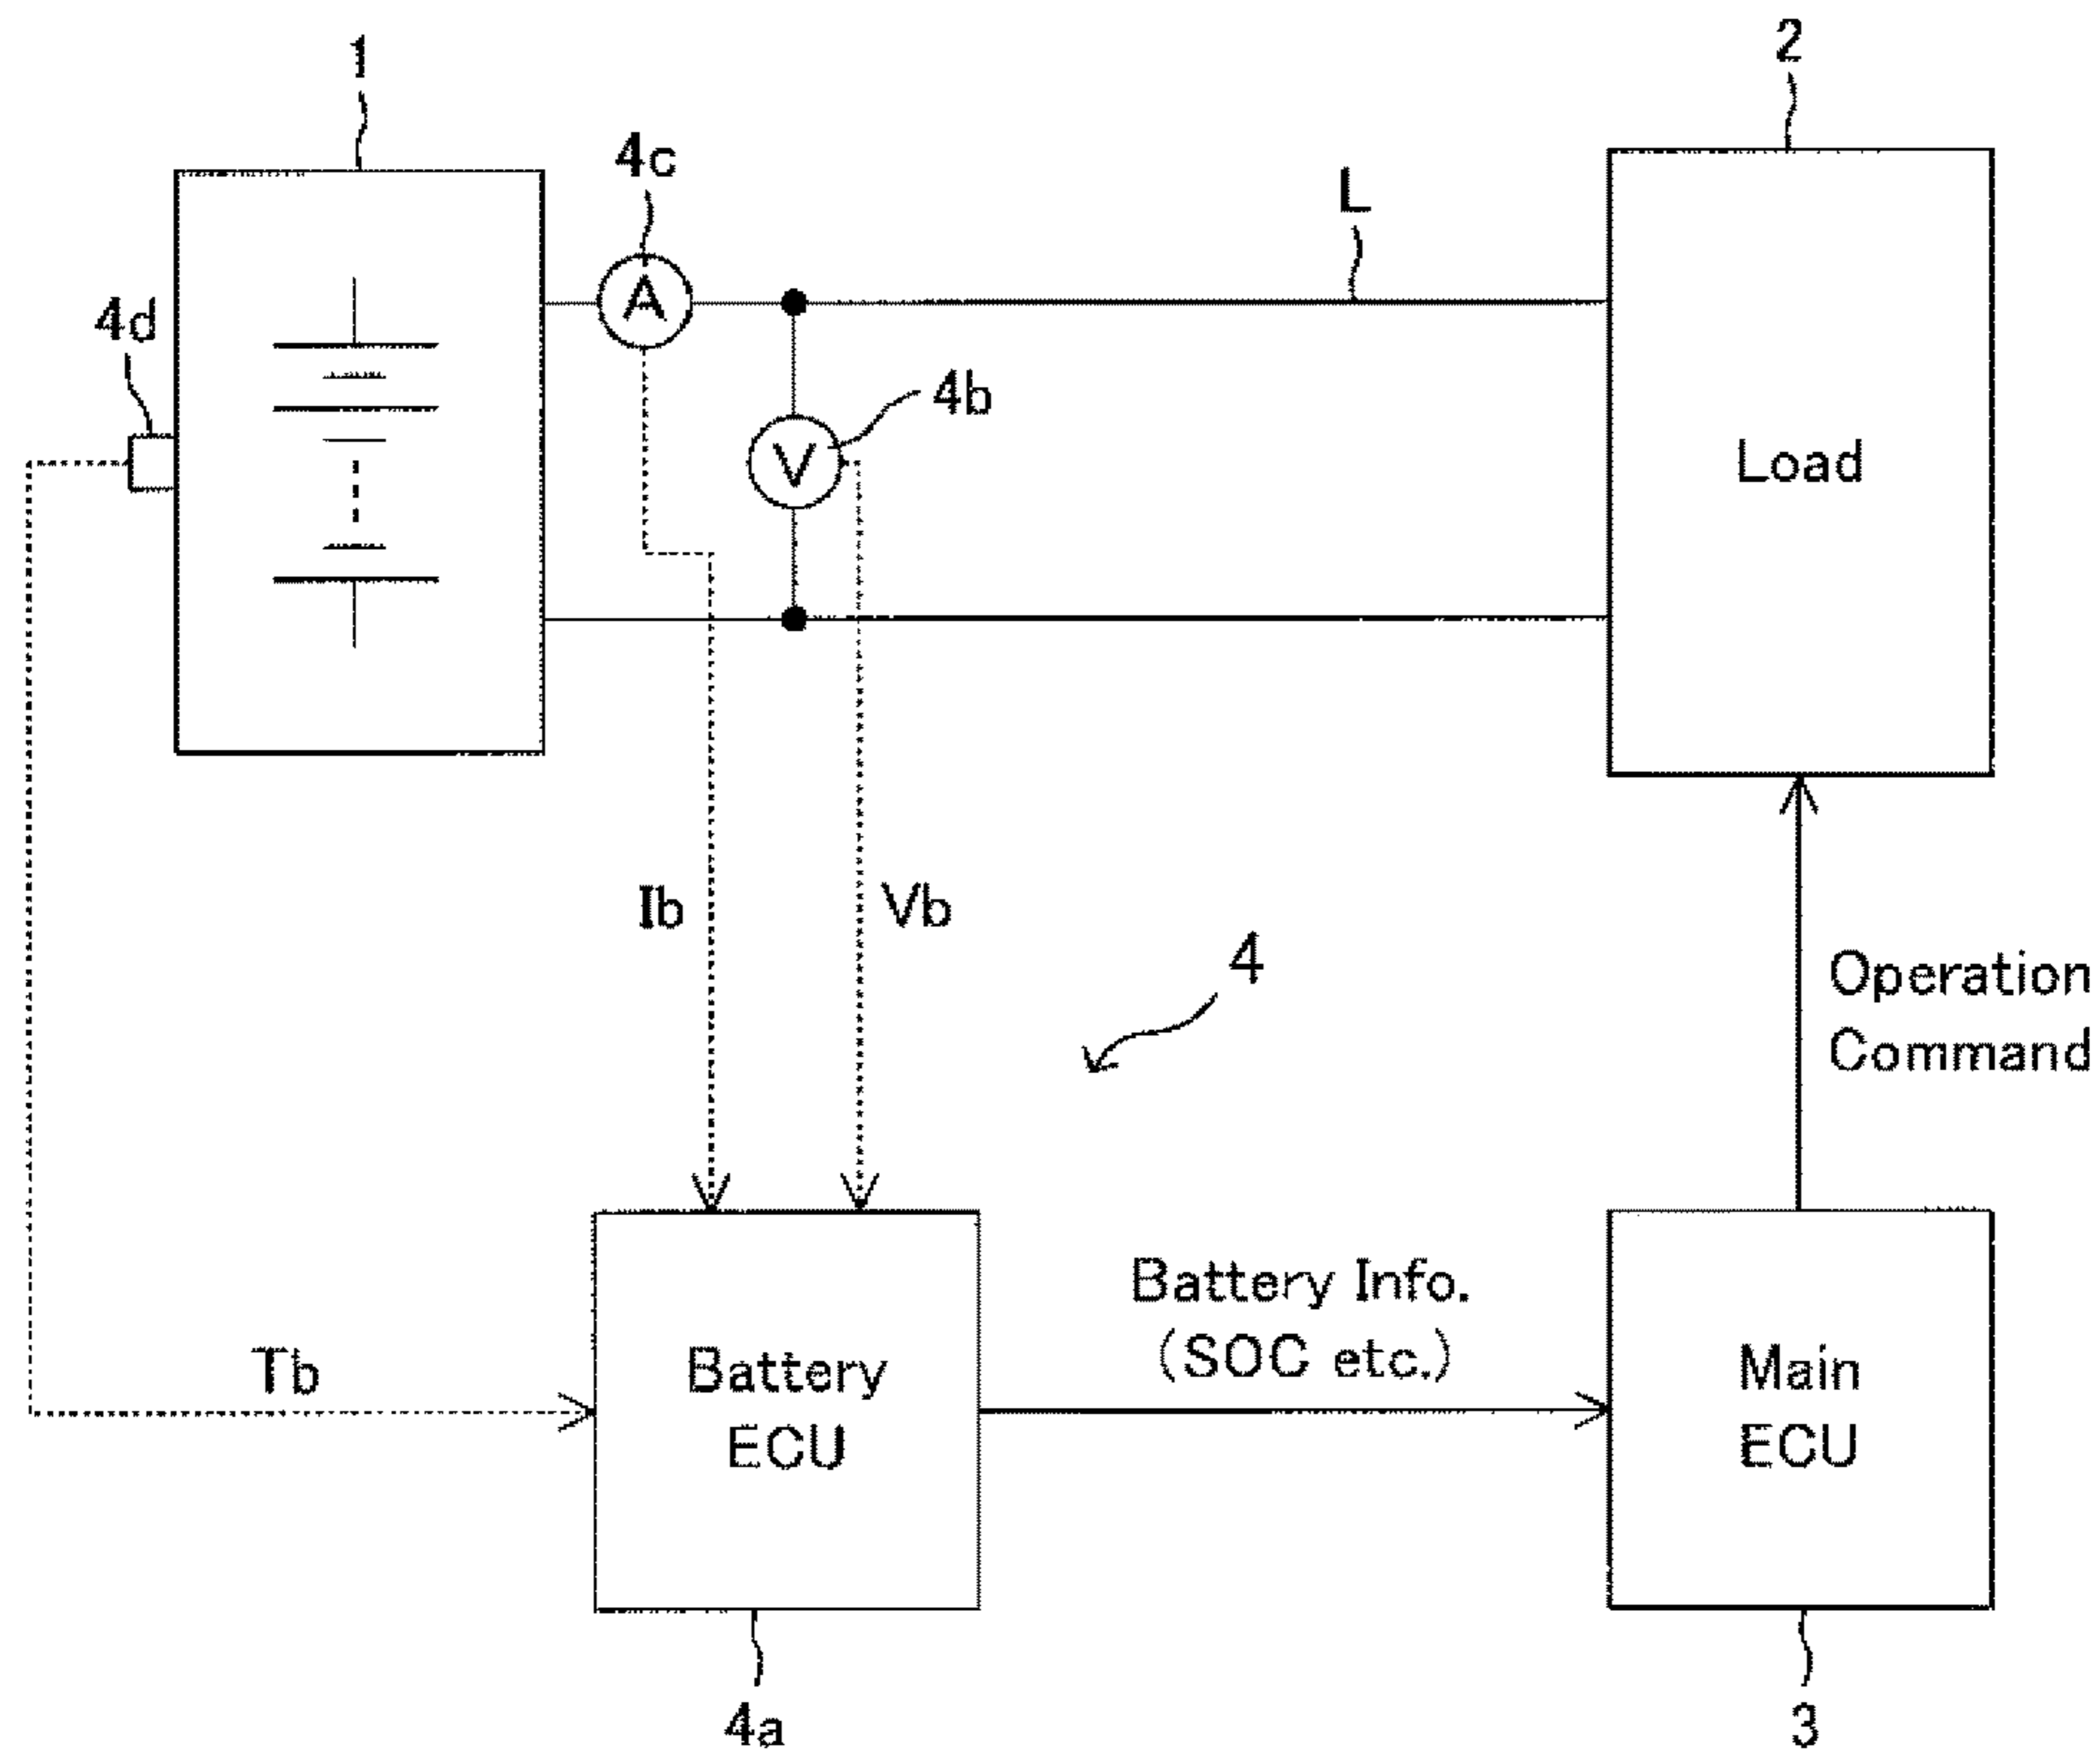 1
2
4c
L
A
4d
4b
V
Load
Ib
Vb
4
Operation
Command
Battery Info.
(SOC etc.)
Tb
Battery
ECU
Main
ECU
4a
3